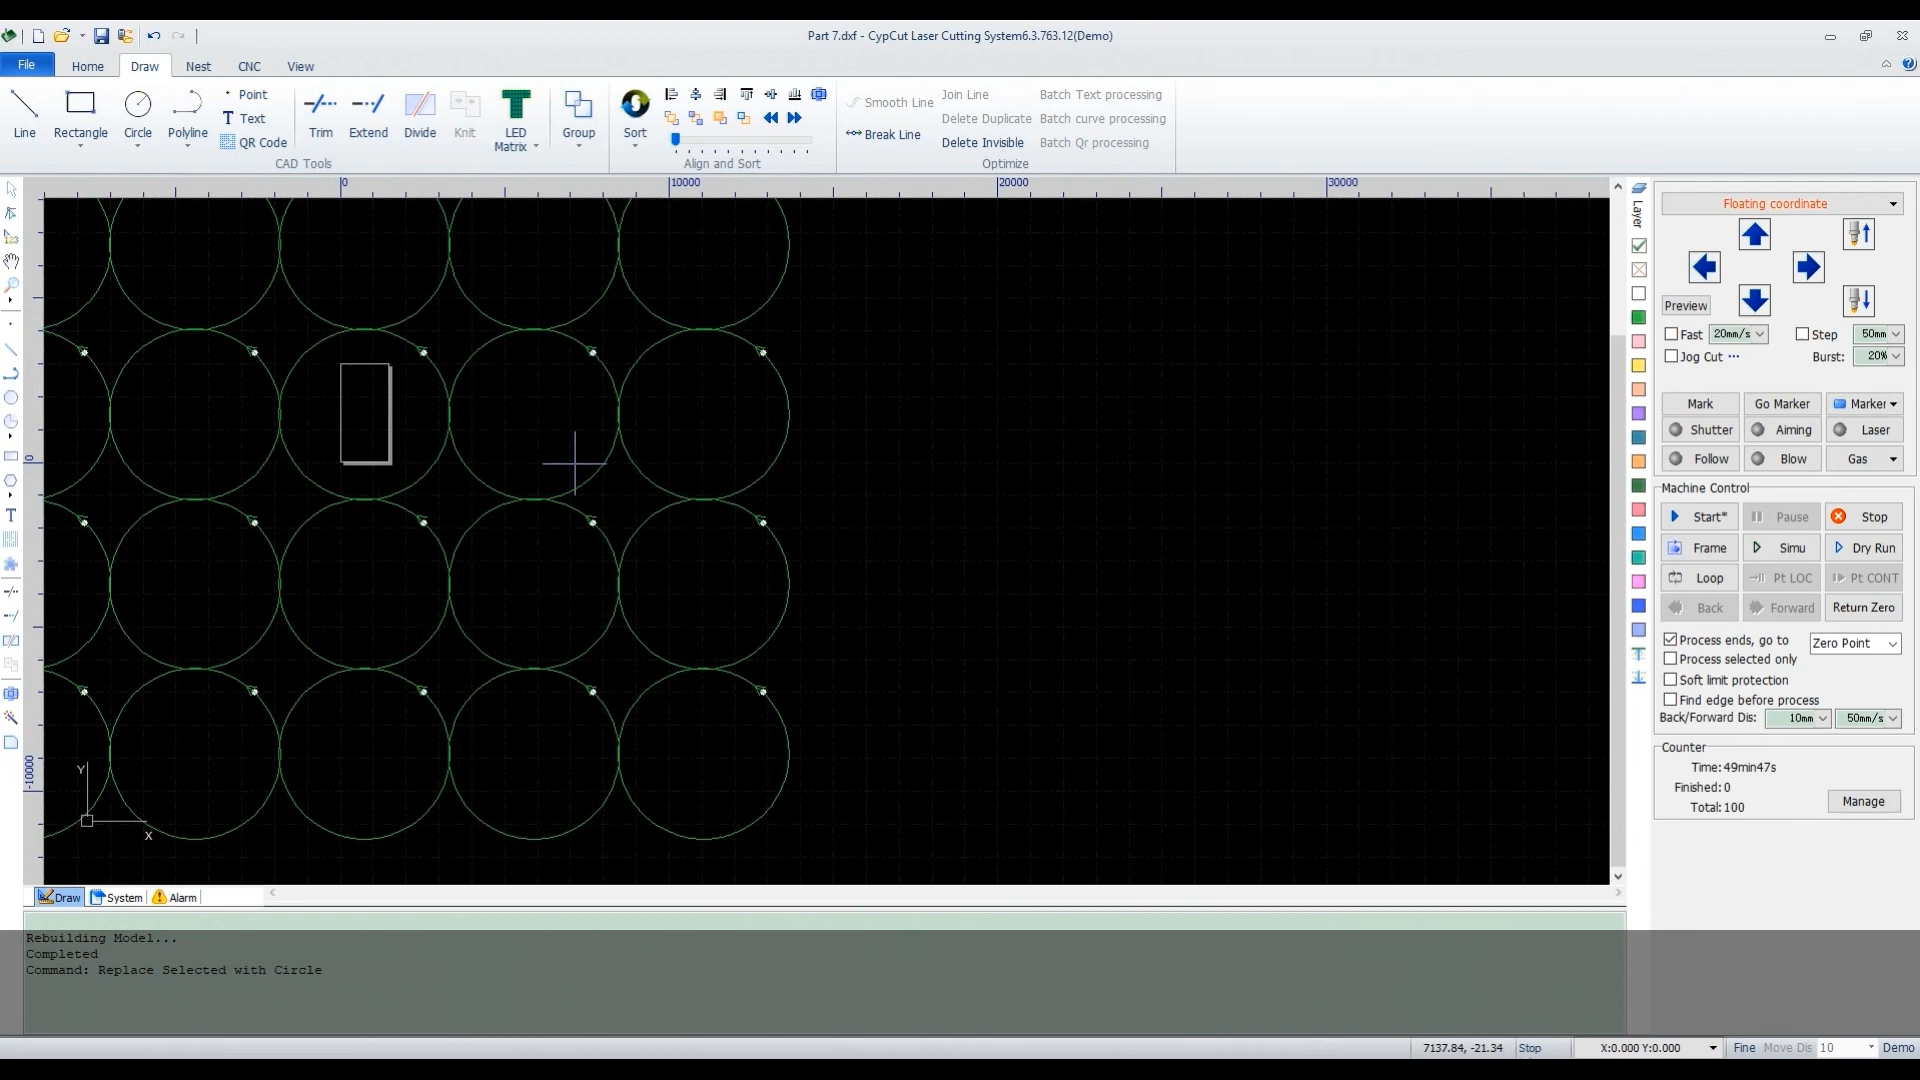 Part 7.dxf - CypCut Laser Cutting System6.3.763.12(Demo)
File Home Draw Nest CNC View
Line
Rectangle
Circle
Polyline
Point
Text
QR Code
Trim
Extend
Divide
Knit
LED
Matrix
CAD Tools
Group
Sort
Align and Sort
Smooth Line
Break Line
Join Line
Delete Duplicate
Delete Invisible
Batch Text processing
Batch curve processing
Batch Qr processing
Optimize
0 10000 20000 30000
0
-10000
Y
X
Layer
Floating coordinate
Preview
Fast 20mm/s Step 50mm
Jog Cut ... Burst: 20%
Mark Go Marker Marker
Shutter Aiming Laser
Follow Blow Gas
Machine Control
Start* Pause Stop
Frame Simu Dry Run
Loop Pt LOC Pt CONT
Back Forward Return Zero
Process ends, go to Zero Point
Process selected only
Soft limit protection
Find edge before process
Back/Forward Dis: 10mm 50mm/s
Counter
Time: 49min47s
Finished: 0
Total: 100
Manage
Draw System Alarm
Rebuilding Model...
Completed
Command: Replace Selected with Circle
7137.84, -21.34 Stop X:0.000 Y:0.000 Fine Move Dis 10 Demo